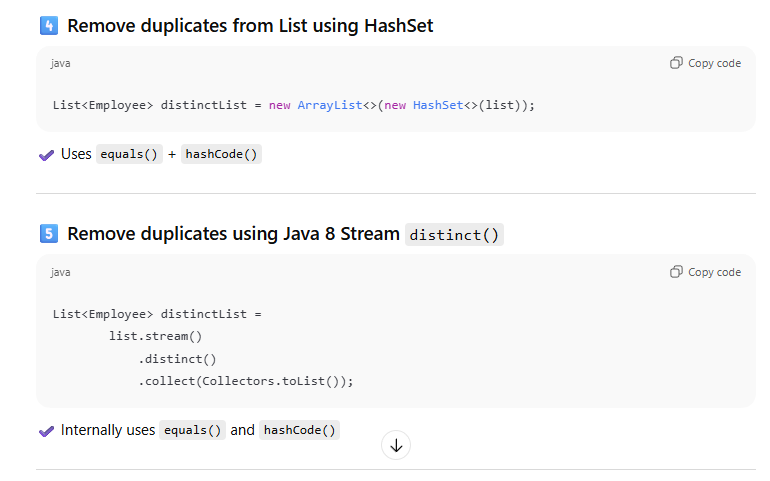 4 Remove duplicates from List using HashSet
java
Copy code
List<Employee> distinctList = new ArrayList<>(new HashSet<>(list));
Uses equals() + hashCode()
5 Remove duplicates using Java 8 Stream distinct()
java
Copy code
List<Employee> distinctList =
list.stream()
.distinct()
.collect(Collectors.toList());
Internally uses equals() and hashCode()